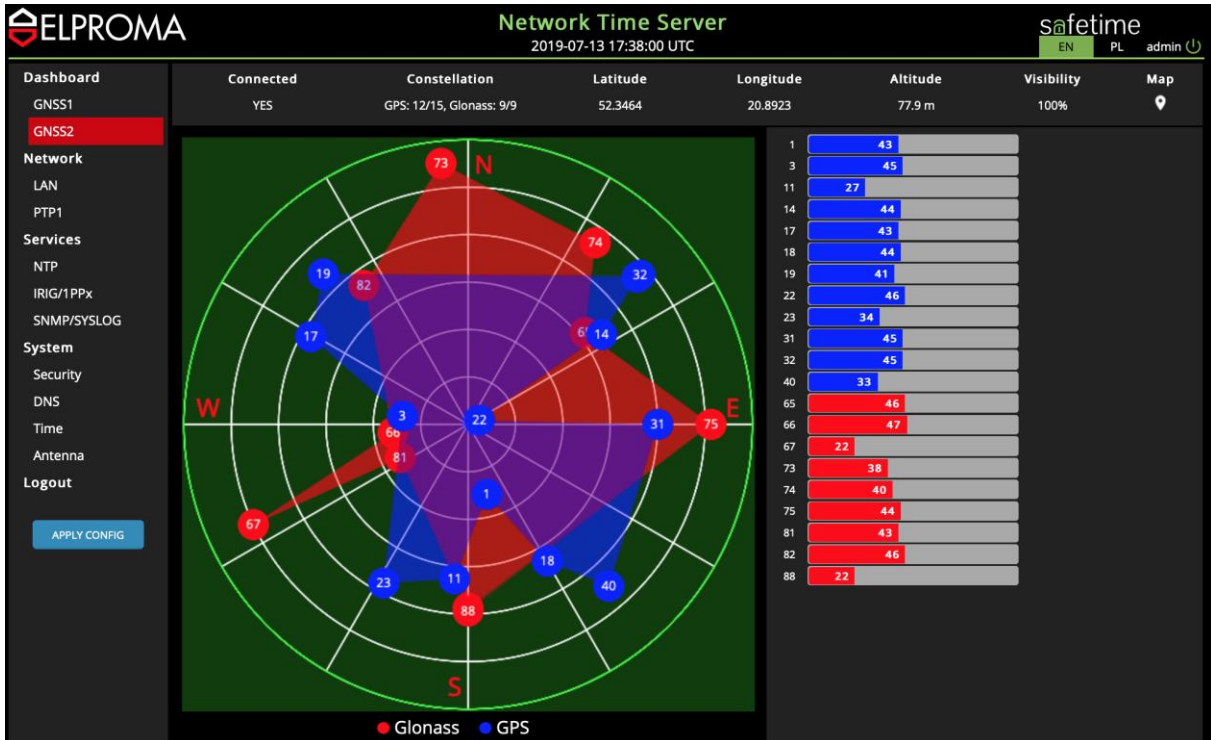 ELPROMA
Network Time Server
2019-07-13 17:38:00 UTC
safetime
EN PL admin
Dashboard
GNSS1
GNSS2
Network
LAN
PTP1
Services
NTP
IRIG/1PPx
SNMP/SYSLOG
System
Security
DNS
Time
Antenna
Logout
APPLY CONFIG
Connected Constellation Latitude Longitude Altitude Visibility Map
YES GPS: 12/15, Glonass: 9/9 52.3464 20.8923 77.9 m 100%
73 N
74
19 32
82
17 14
W E
3 22 31 75
66
81
1
67
18
23 11 40
88
S
Glonass GPS
1 43
3 45
11 27
14 44
17 43
18 44
19 41
22 46
23 34
31 45
32 45
40 33
65 46
66 47
67 22
73 38
74 40
75 44
81 43
82 46
88 22